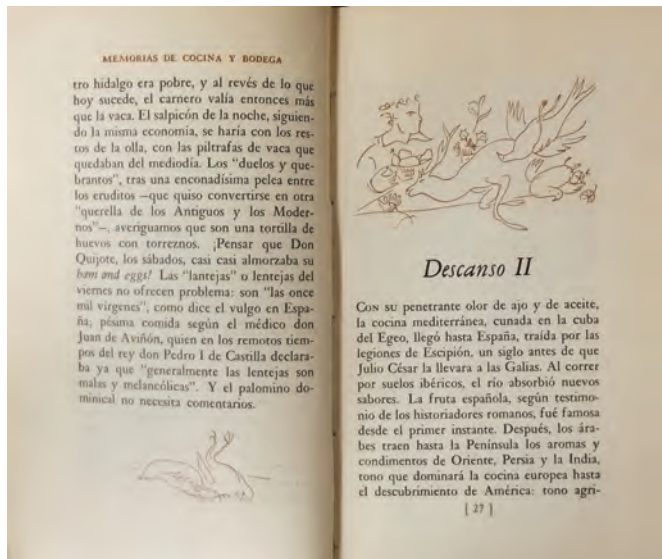 MEMORIAS DE COCINA Y BODEGA
tro hidalgo era pobre, y al revés de lo que
hoy sucede, el carnero valía entonces más
que la vaca. El salpicón de la noche, siguien-
do la misma economía, se haría con los res-
tos de la olla, con las piltrafas de vaca que
quedaban del mediodía. Los "duelos y que-
brantos", tras una enconadísima pelea entre
los eruditos —que quiso convertirse en otra
"querella de los Antiguos y los Moder-
nos"—, averiguamos que son una tortilla de
huevos con torreznos. ¡Pensar que Don
Quijote, los sábados, casi casi almorzaba su
ham and eggs! Las "lantejas" o lentejas del
viernes no ofrecen problema: son "las once
mil vírgenes", como dice el vulgo en Espa-
ña; pésima comida según el médico don
Juan de Aviñón, quien en los remotos tiem-
pos del rey don Pedro I de Castilla declara-
ba ya que "generalmente las lentejas son
malas y melancólicas". Y el palomino do-
minical no necesita comentarios.
Descanso II
CON SU penetrante olor de ajo y de aceite,
la cocina mediterránea, cunada en la cuba
del Egeo, llegó hasta España, traída por las
legiones de Escipión, un siglo antes de que
Julio César la llevara a las Galias. Al correr
por suelos ibéricos, el río absorbió nuevos
sabores. La fruta española, según testimo-
nio de los historiadores romanos, fué famosa
desde el primer instante. Después, los ára-
bes traen hasta la Península los aromas y
condimentos de Oriente, Persia y la India,
tono que dominará la cocina europea hasta
el descubrimiento de América: tono agri-
[ 27 ]